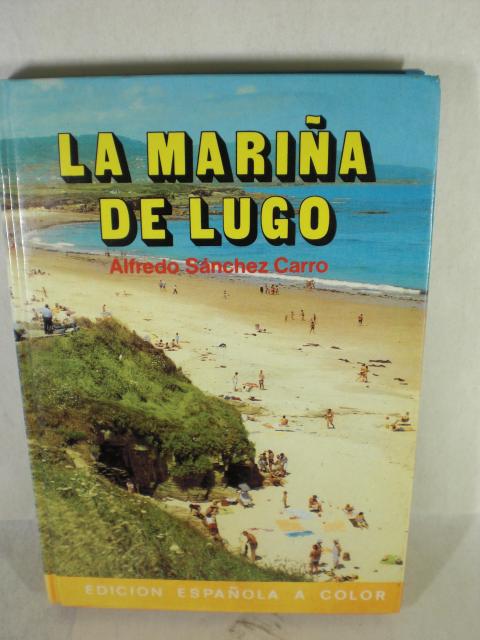 LA MARIÑA
DE LUGO
Alfredo Sánchez Carro
EDICION ESPAÑOLA A COLOR